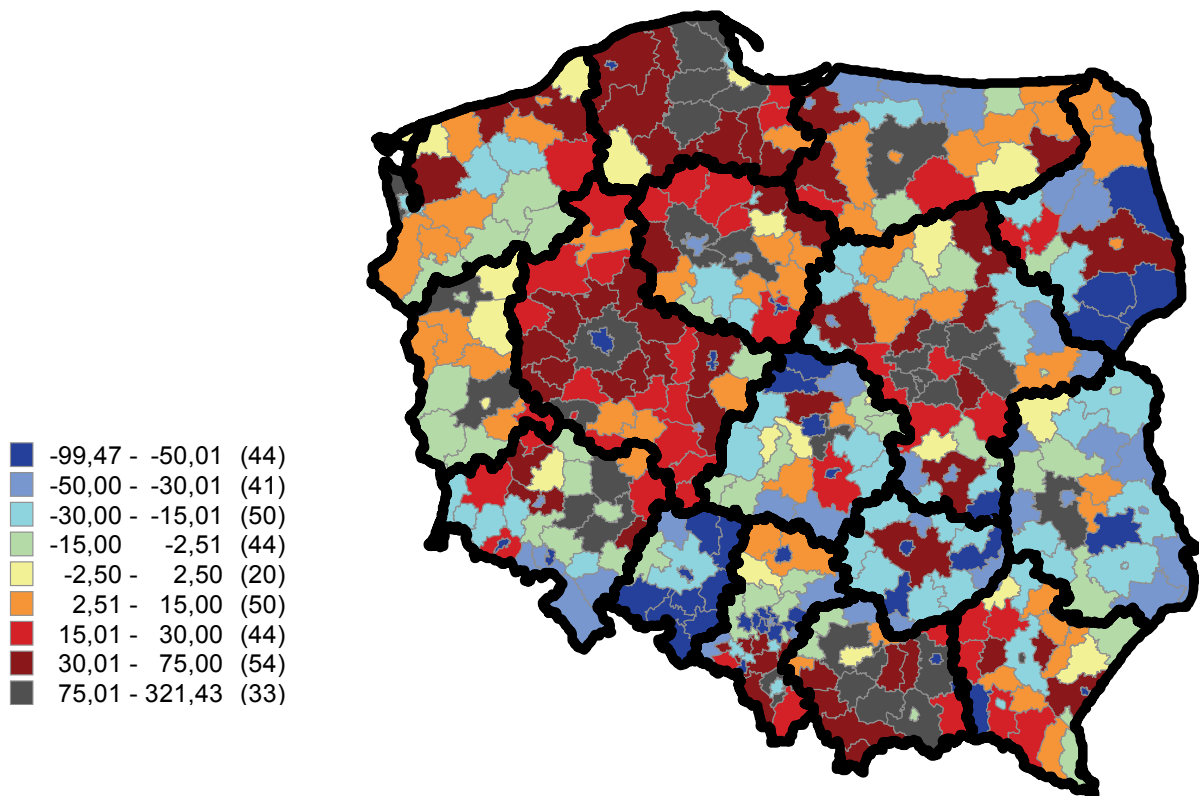 -99,47 - -50,01 (44)
-50,00 - -30,01 (41)
-30,00 - -15,01 (50)
-15,00 -2,51 (44)
-2,50 - 2,50 (20)
2,51 - 15,00 (50)
15,01 - 30,00 (44)
30,01 - 75,00 (54)
75,01 - 321,43 (33)